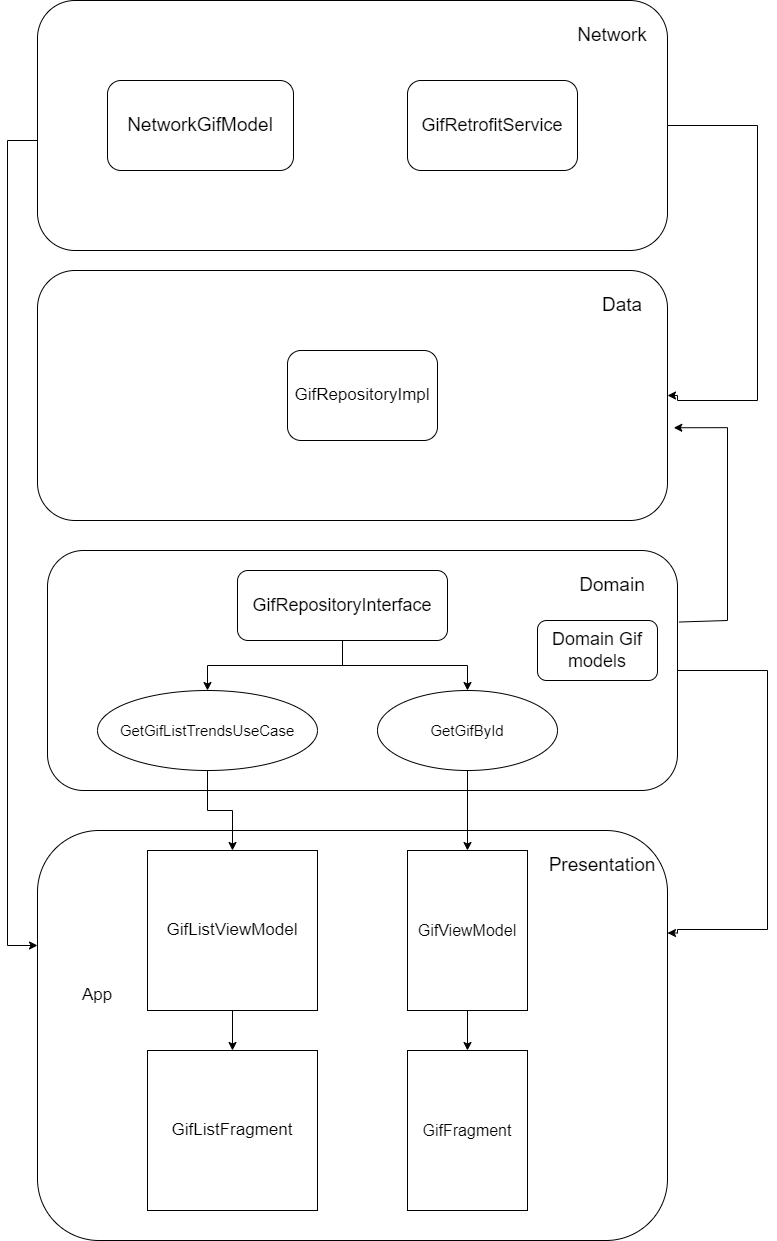 Network
NetworkGifModel
GifRetrofitService
Data
GifRepositoryImpl
Domain
GifRepositoryInterface
Domain Gif
models
GetGifListTrendsUseCase
GetGifById
Presentation
GifListViewModel
GifViewModel
App
GifListFragment
GifFragment